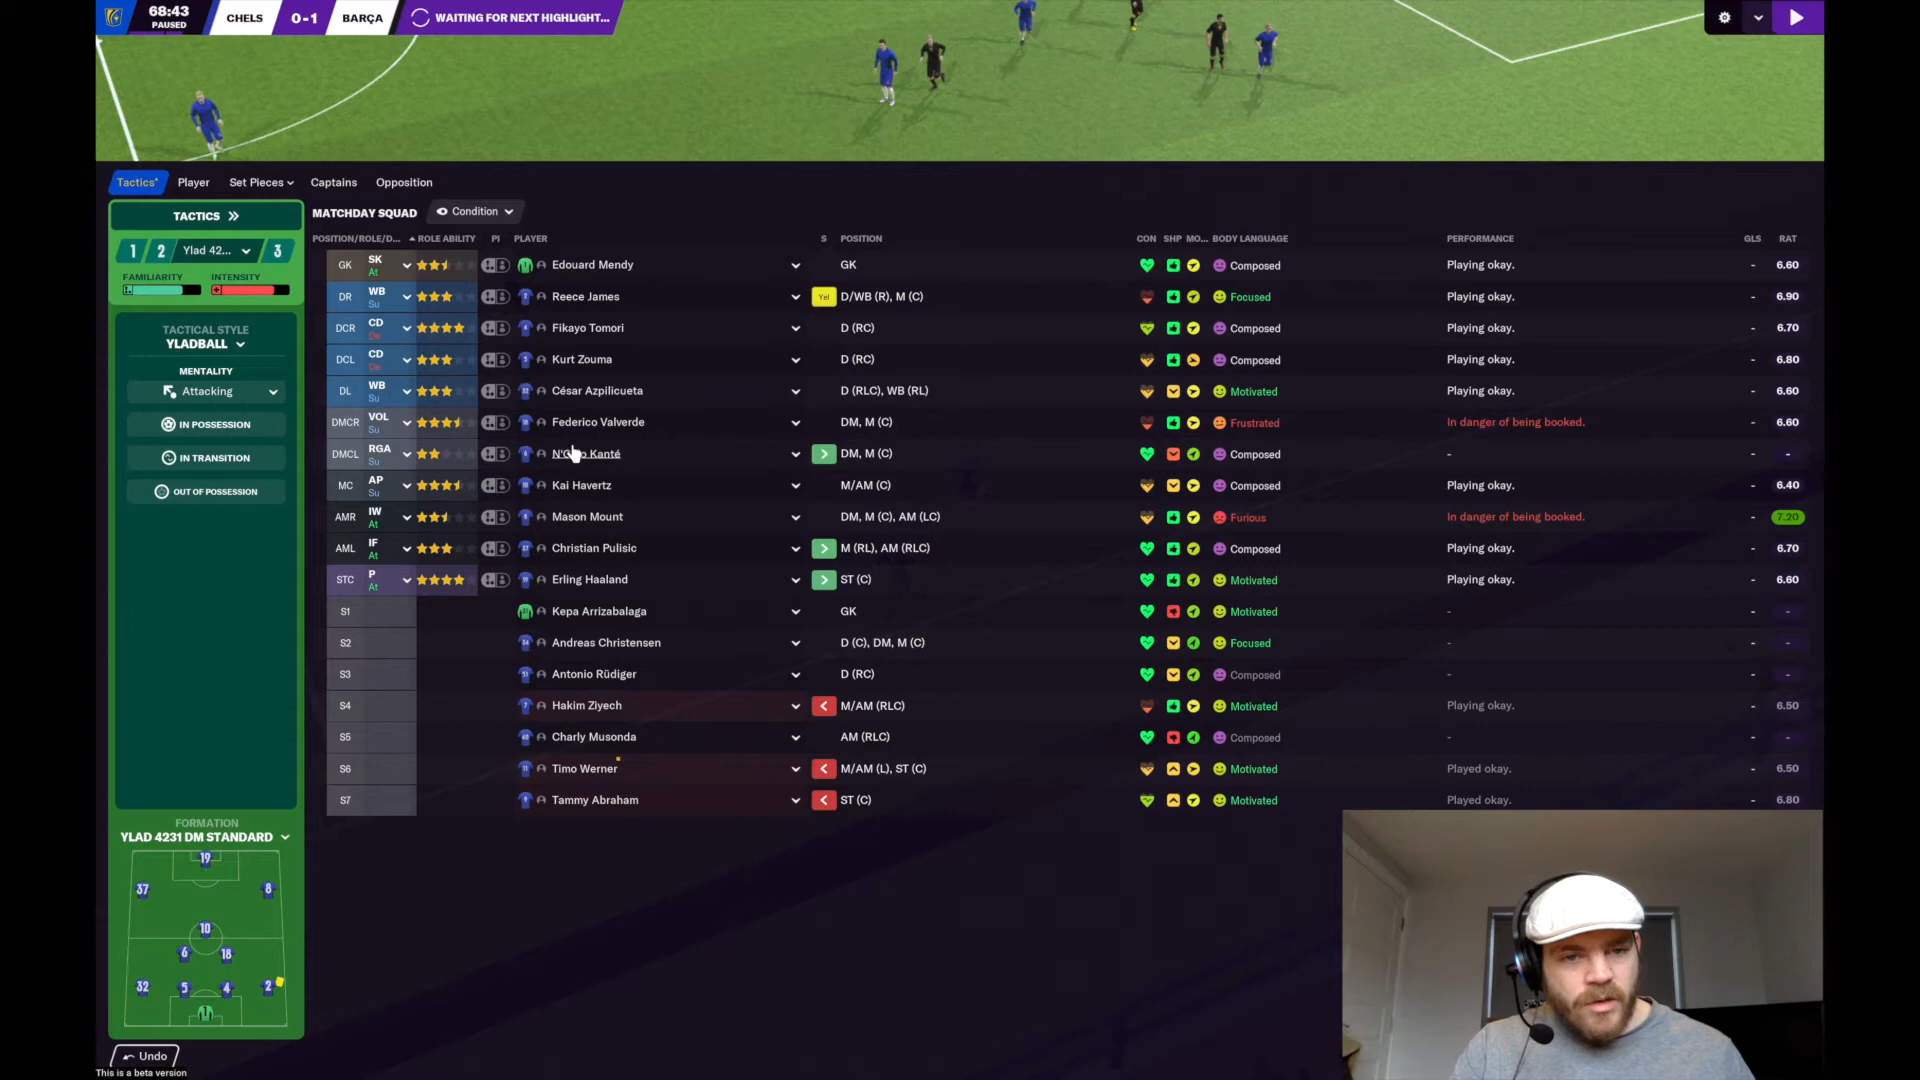 68:43
PAUSED
CHELS 0-1 BARÇA WAITING FOR NEXT HIGHLIGHT...
Tactics* Player Set Pieces Captains Opposition
TACTICS
1 2 Ylad 42... 3
FAMILIARITY INTENSITY
TACTICAL STYLE
YLADBALL
MENTALITY
Attacking
IN POSSESSION
IN TRANSITION
OUT OF POSSESSION
MATCHDAY SQUAD Condition
POSITION/ROLE/D... ROLE ABILITY PI PLAYER S POSITION CON SHP MO... BODY LANGUAGE PERFORMANCE GLS RAT
GK SK At Edouard Mendy GK Composed Playing okay. - 6.60
DR WB Su Reece James Yel D/WB (R), M (C) Focused Playing okay. - 6.90
DCR CD De Fikayo Tomori D (RC) Composed Playing okay. - 6.70
DCL CD De Kurt Zouma D (RC) Composed Playing okay. - 6.80
DL WB Su César Azpilicueta D (RLC), WB (RL) Motivated Playing okay. - 6.60
DMCR VOL Su Federico Valverde DM, M (C) Frustrated In danger of being booked. - 6.60
DMCL RGA Su Kanté DM, M (C) Composed - - -
MC AP Su Kai Havertz M/AM (C) Composed Playing okay. - 6.40
AMR IW At Mason Mount DM, M (C), AM (LC) Furious In danger of being booked. - 7.20
AML IF At Christian Pulisic M (RL), AM (RLC) Composed Playing okay. - 6.70
STC P At Erling Haaland ST (C) Motivated Playing okay. - 6.60
S1 Kepa Arrizabalaga GK Motivated - - -
S2 Andreas Christensen D (C), DM, M (C) Focused - - -
S3 Antonio Rüdiger D (RC) Composed - - -
S4 Hakim Ziyech M/AM (RLC) Motivated Playing okay. - 6.50
S5 Charly Musonda AM (RLC) Composed - - -
S6 Timo Werner M/AM (L), ST (C) Motivated Played okay. - 6.50
S7 Tammy Abraham ST (C) Motivated Played okay. - 6.80
FORMATION
YLAD 4231 DM STANDARD
19
37 8
10
6 18
32 5 4 2
1
Undo
This is a beta version